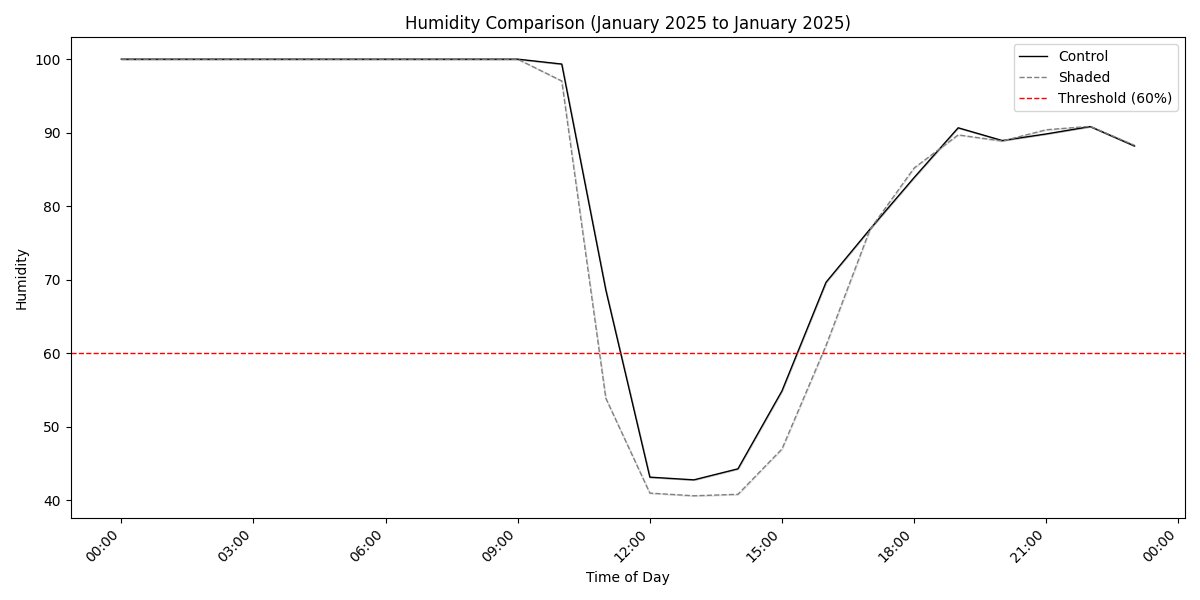 Humidity Comparison (January 2025 to January 2025)
Control
Shaded
Threshold (60%)
Humidity
100
90
80
70
60
50
40
00:00
03:00
06:00
09:00
12:00
15:00
18:00
21:00
00:00
Time of Day